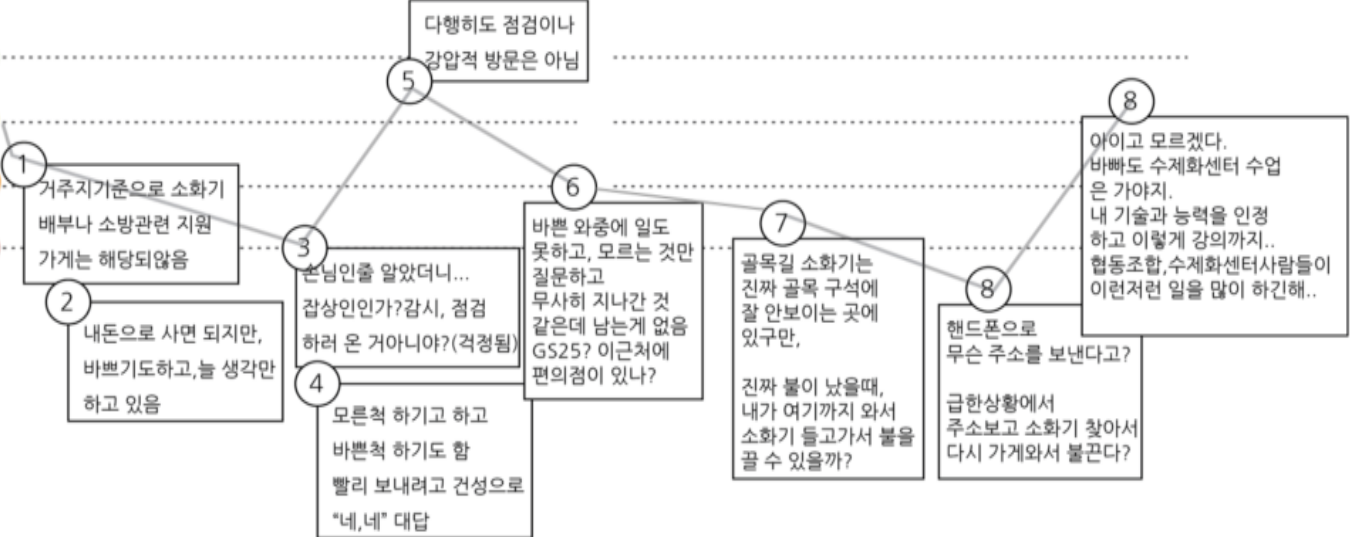 1
거주지기준으로 소화기
배부나 소방관련 지원
가게는 해당되않음
2
내돈으로 사면 되지만,
바쁘기도하고,늘 생각만
하고 있음
3
손님인줄 알았더니...
잡상인인가?감시, 점검
하러 온 거아니야?(걱정됨)
4
모른척 하기고 하고
바쁜척 하기도 함
빨리 보내려고 건성으로
“네,네” 대답
5
다행히도 점검이나
강압적 방문은 아님
6
바쁜 와중에 일도
못하고, 모르는 것만
질문하고
무사히 지나간 것
같은데 남는게 없음
GS25? 이근처에
편의점이 있나?
7
골목길 소화기는
진짜 골목 구석에
잘 안보이는 곳에
있구만,
진짜 불이 났을때,
내가 여기까지 와서
소화기 들고가서 불을
끌 수 있을까?
8
핸드폰으로
무슨 주소를 보낸다고?
급한상황에서
주소보고 소화기 찾아서
다시 가게와서 불끈다?
8
아이고 모르겠다.
바빠도 수제화센터 수업
은 가야지.
내 기술과 능력을 인정
하고 이렇게 강의까지..
협동조합,수제화센터사람들이
이런저런 일을 많이 하긴해..